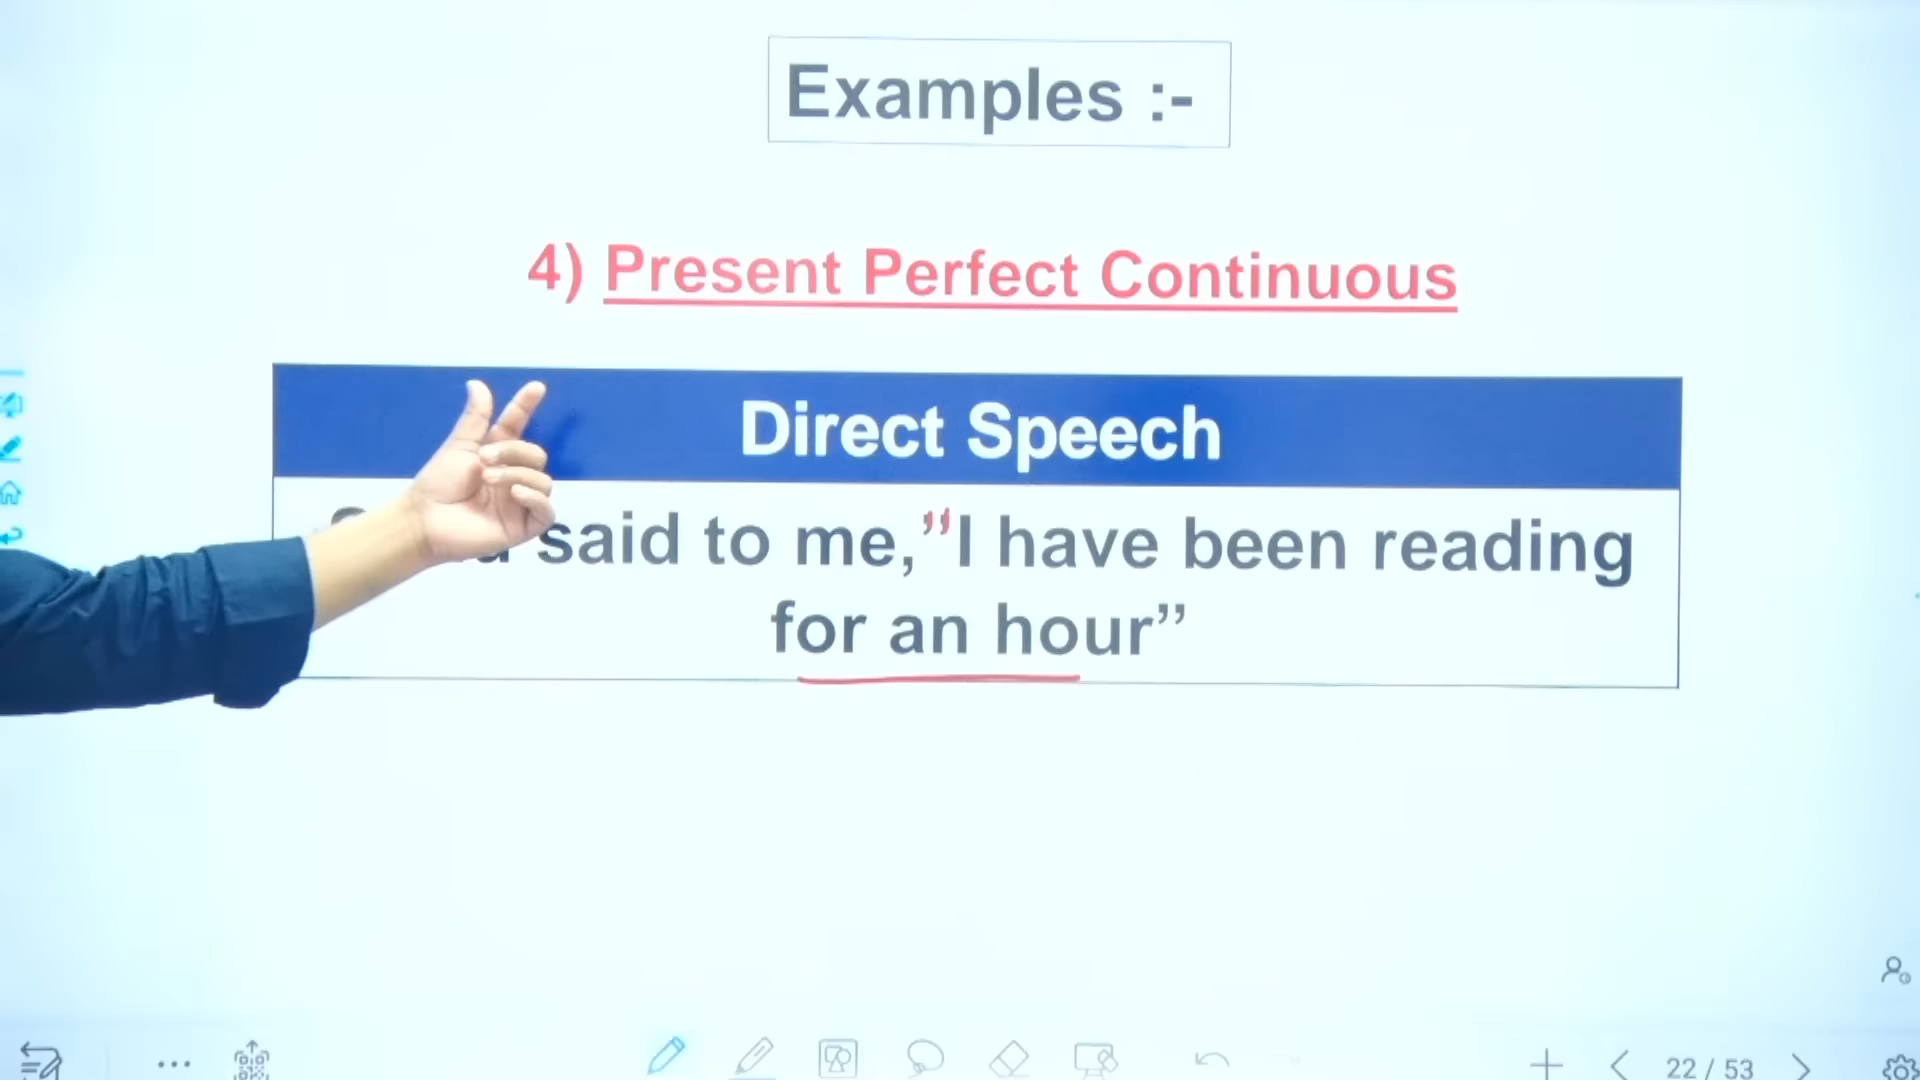 Examples :-
4) Present Perfect Continuous
Direct Speech
said to me,”I have been reading
for an hour”
22 / 53